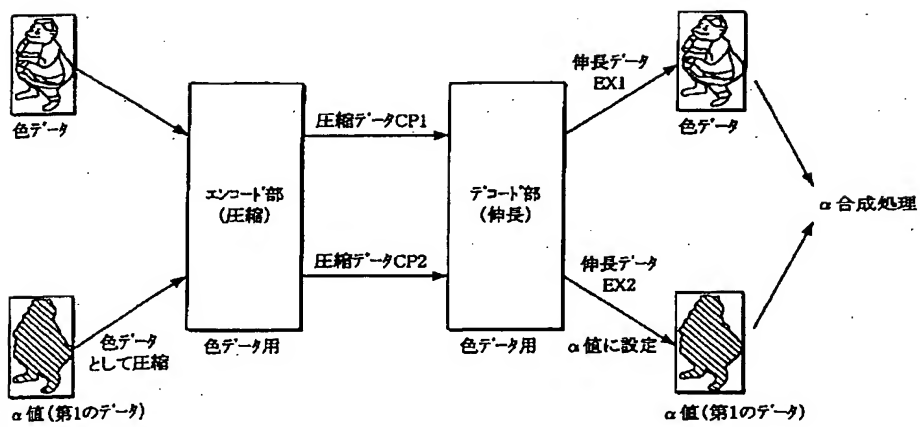 色データ
α値(第1のデータ)
色データ
として圧縮
エンコード部
(圧縮)
色データ用
圧縮データCP1
圧縮データCP2
デコード部
(伸長)
色データ用
伸長データ
EX1
伸長データ
EX2
α値に設定
色データ
α値(第1のデータ)
α合成処理